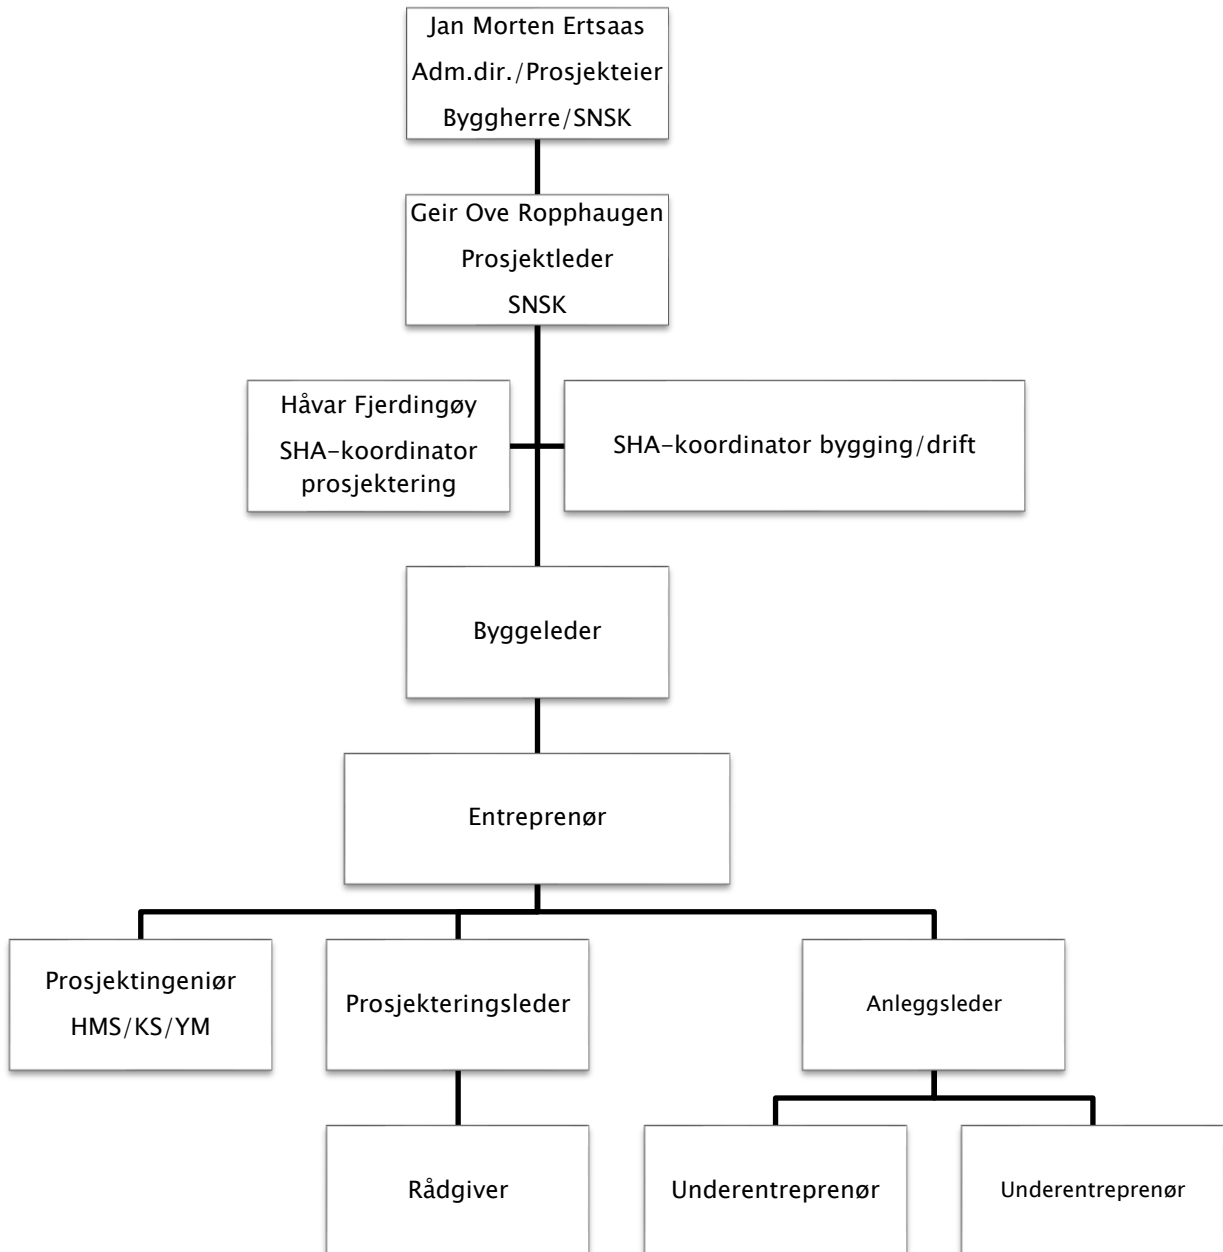 Jan Morten Ertsaas
Adm.dir./Prosjekteier
Byggherre/SNSK
Geir Ove Ropphaugen
Prosjektleder
SNSK
Håvar Fjerdingøy
SHA-koordinator
prosjektering
SHA-koordinator bygging/drift
Byggeleder
Entreprenør
Prosjektingeniør
HMS/KS/YM
Prosjekteringsleder
Anleggsleder
Rådgiver
Underentreprenør
Underentreprenør